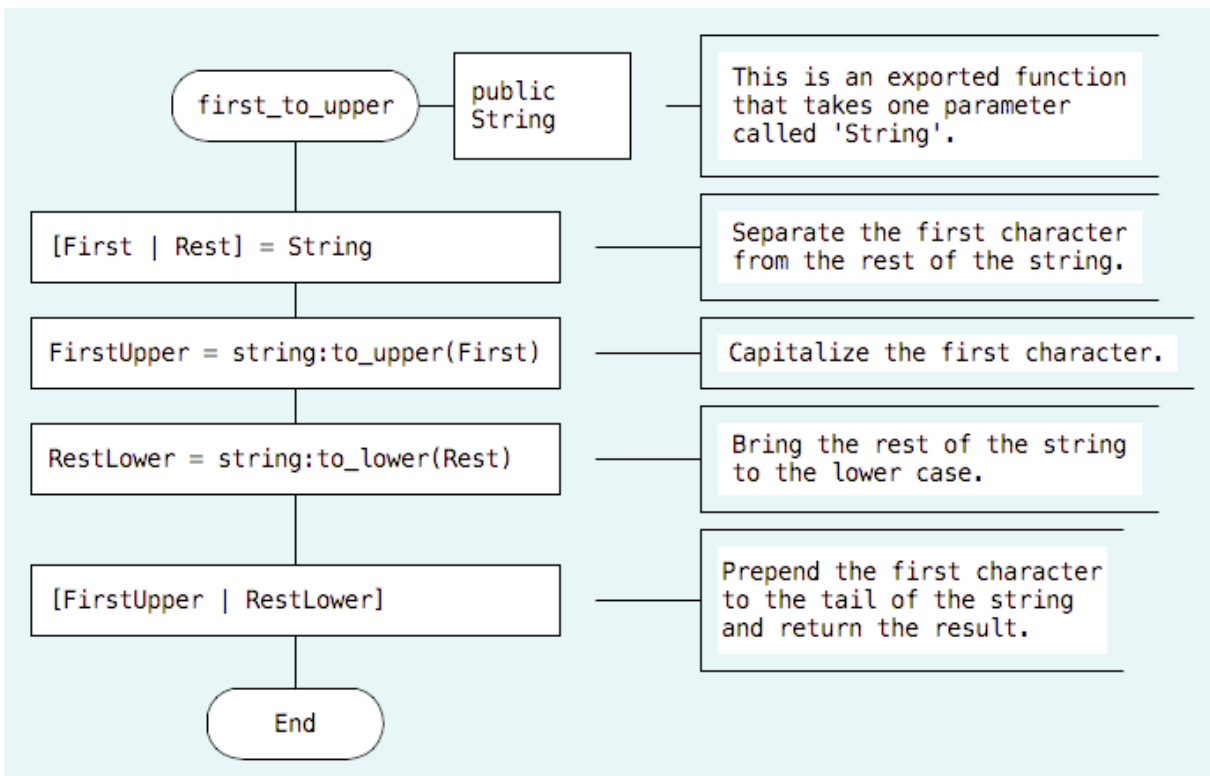 first_to_upper
public
String
This is an exported function
that takes one parameter
called 'String'.
[First | Rest] = String
Separate the first character
from the rest of the string.
FirstUpper = string:to_upper(First)
Capitalize the first character.
RestLower = string:to_lower(Rest)
Bring the rest of the string
to the lower case.
[FirstUpper | RestLower]
Prepend the first character
to the tail of the string
and return the result.
End